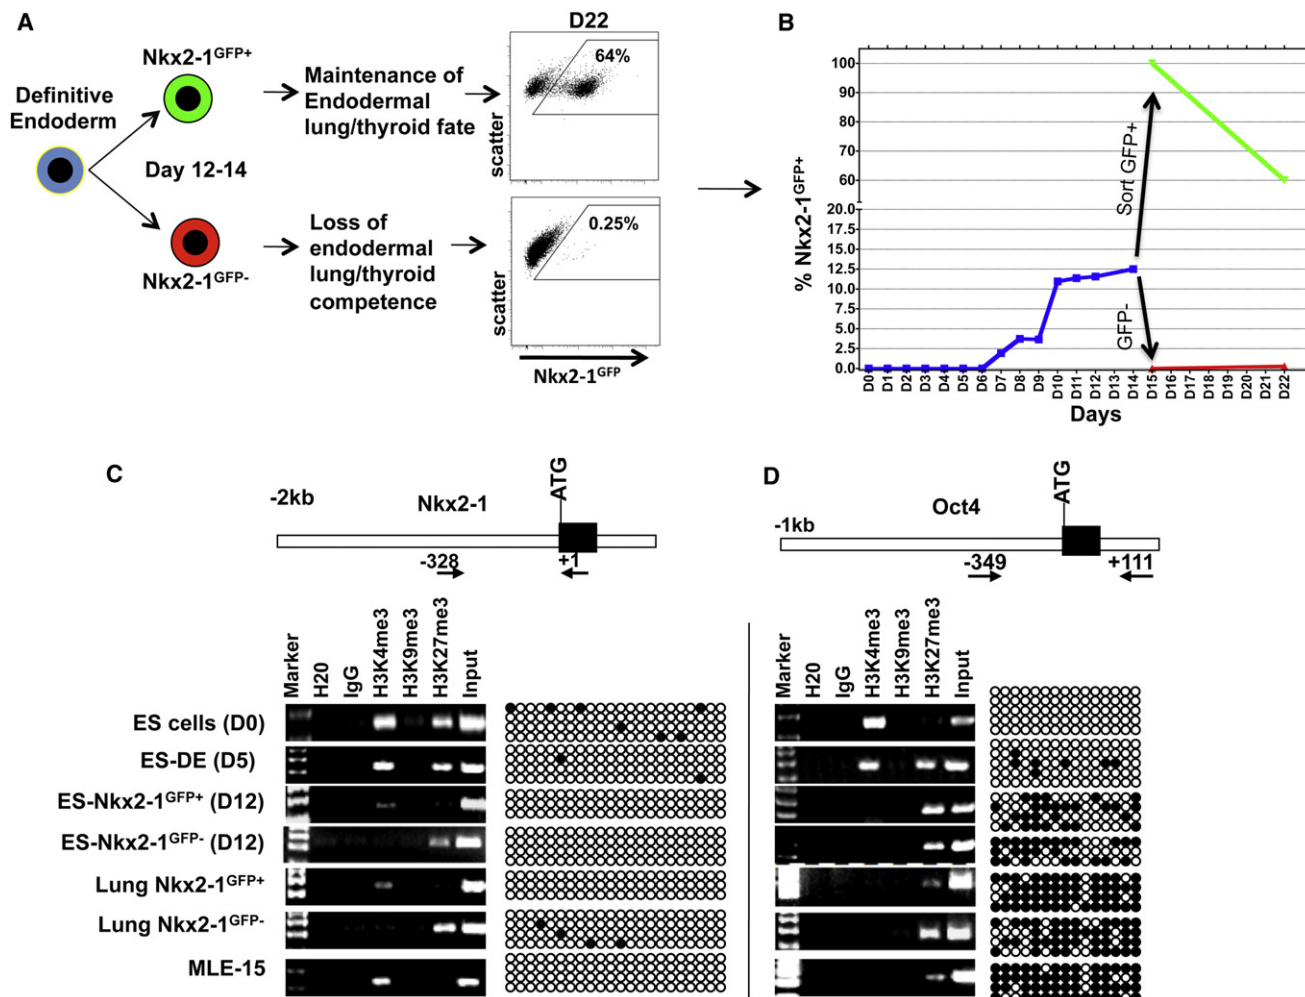 A
Nkx2-1GFP+
Definitive
Endoderm
Day 12-14
Nkx2-1GFP-
Maintenance of
Endodermal
lung/thyroid fate
Loss of
endodermal
lung/thyroid
competence
D22
64%
scatter
0.25%
scatter
Nkx2-1GFP
B
% Nkx2-1GFP+
100
90
80
70
60
20.0
17.5
15.0
12.5
10.0
7.5
5.0
2.5
0.0
Sort GFP+
GFP-
D0 D1 D2 D3 D4 D5 D6 D7 D8 D9 D10 D11 D12 D13 D14 D15 D16 D17 D18 D19 D20 D21 D22
Days
C
-2kb
Nkx2-1
ATG
-328
+1
Marker H20 IgG H3K4me3 H3K9me3 H3K27me3 Input
ES cells (D0)
ES-DE (D5)
ES-Nkx2-1GFP+ (D12)
ES-Nkx2-1GFP- (D12)
Lung Nkx2-1GFP+
Lung Nkx2-1GFP-
MLE-15
D
-1kb
Oct4
ATG
-349
+111
Marker H20 IgG H3K4me3 H3K9me3 H3K27me3 Input